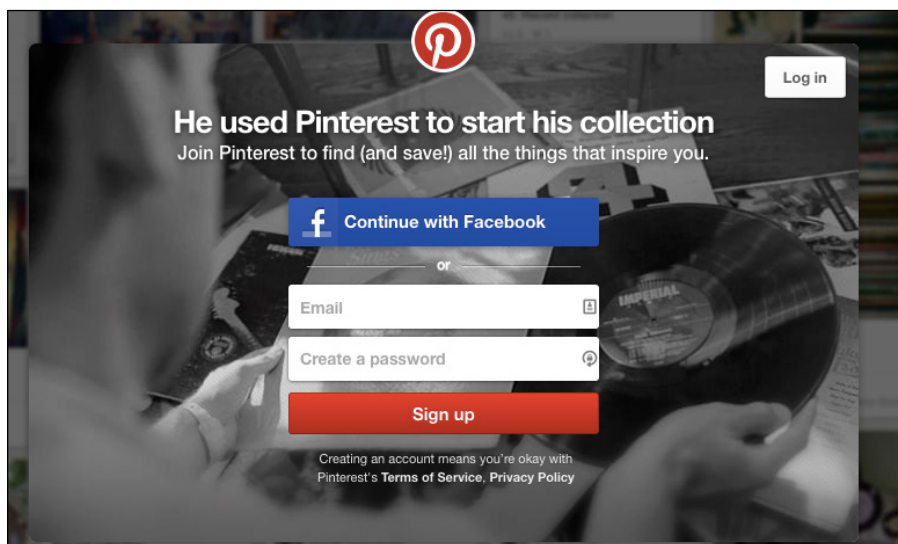 Log in
He used Pinterest to start his collection
Join Pinterest to find (and save!) all the things that inspire you.
f Continue with Facebook
or
Email
Create a password
IMPERIAL
Sign up
Creating an account means you're okay with
Pinterest's Terms of Service, Privacy Policy